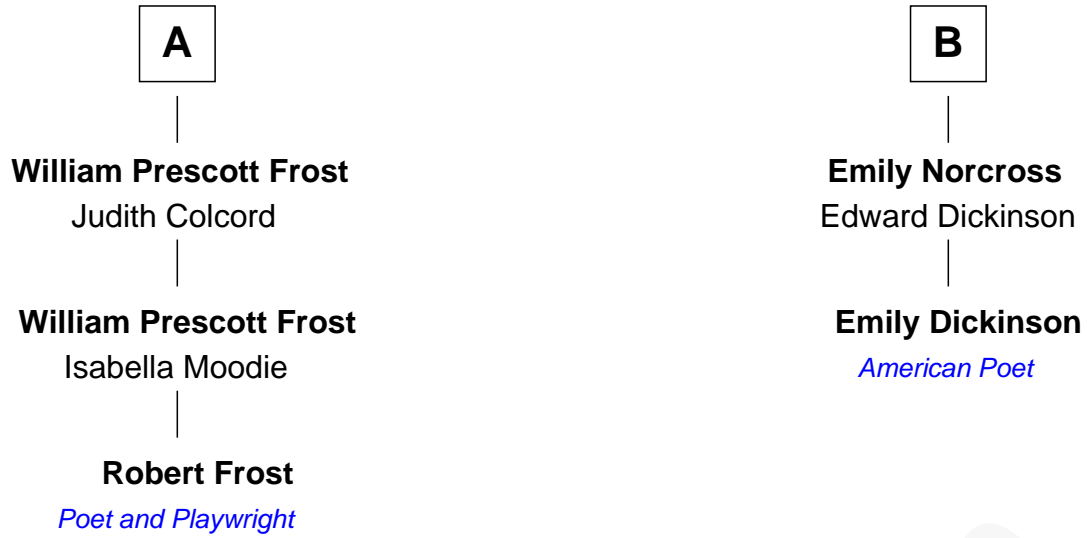 A
William Prescott Frost
Judith Colcord
William Prescott Frost
Isabella Moodie
Robert Frost
Poet and Playwright
B
Emily Norcross
Edward Dickinson
Emily Dickinson
American Poet